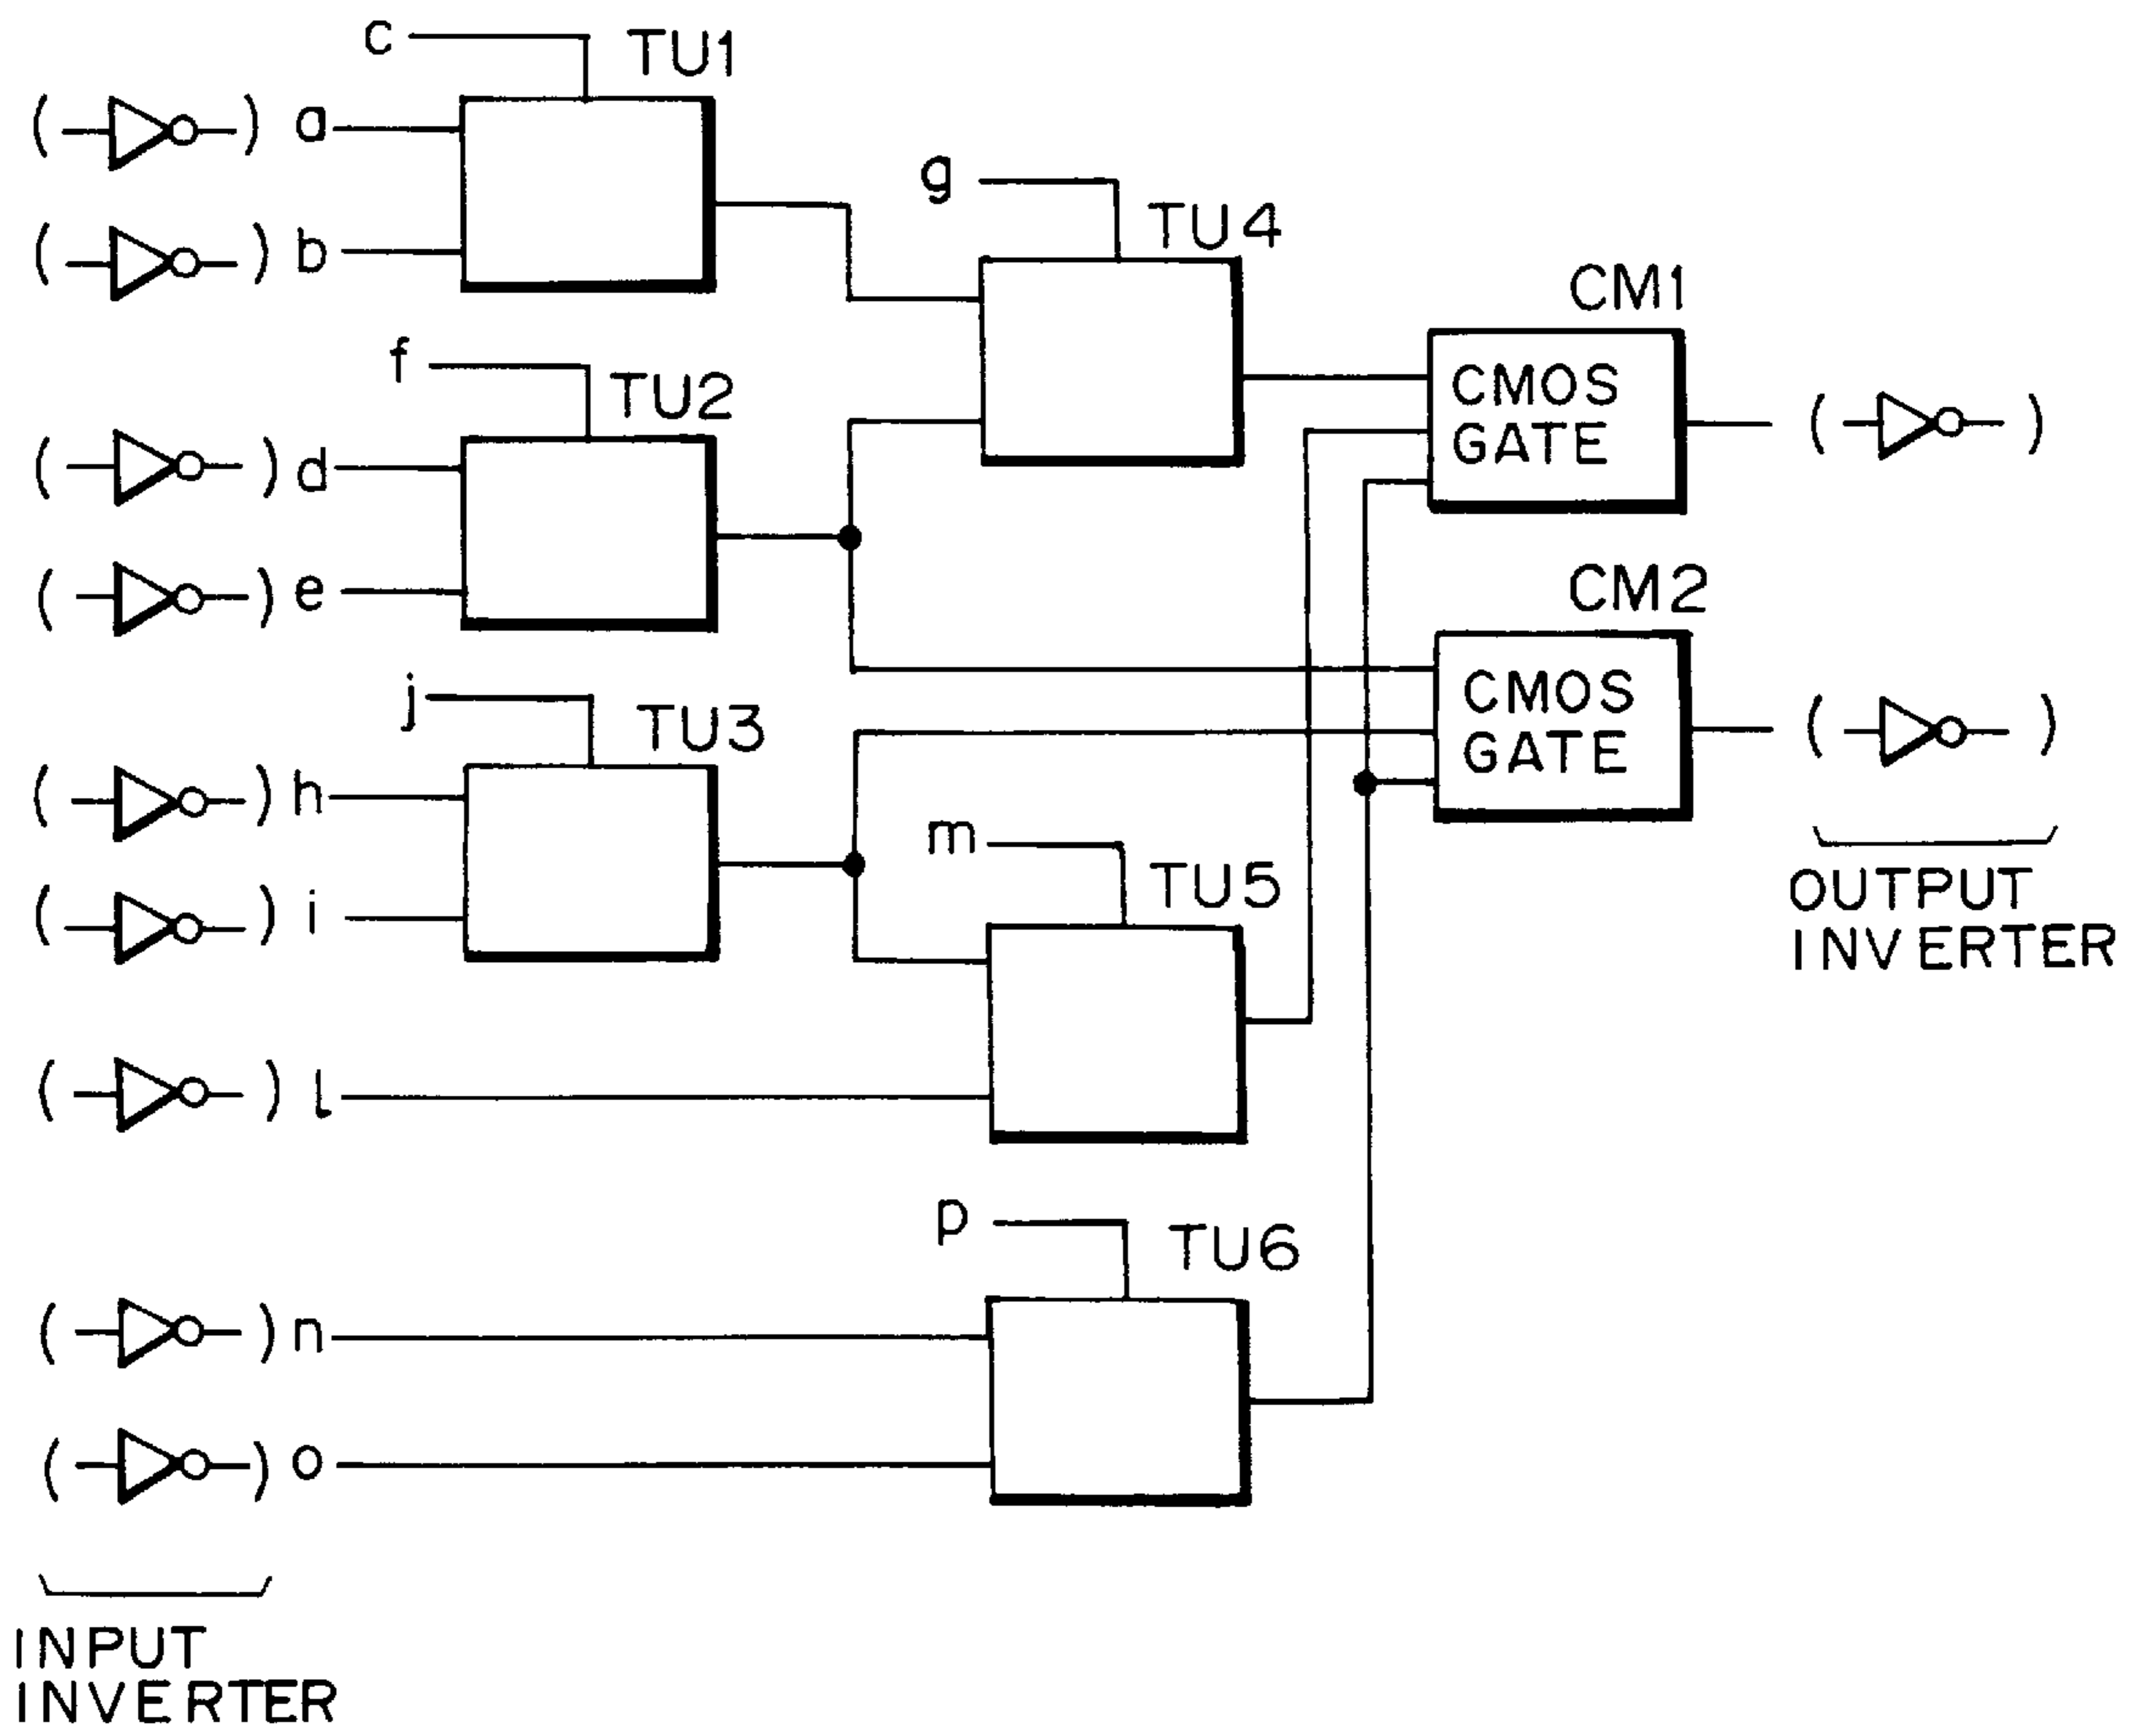 c
TU1
( ) a
g
( ) b
TU4
CM1
f
TU2
CMOS
GATE
( )
( ) d
( ) e
CM2
j
TU3
CMOS
GATE
( )
( ) h
m
TU5
OUTPUT
INVERTER
( ) i
( ) l
p
TU6
( ) n
( ) o
INPUT
INVERTER